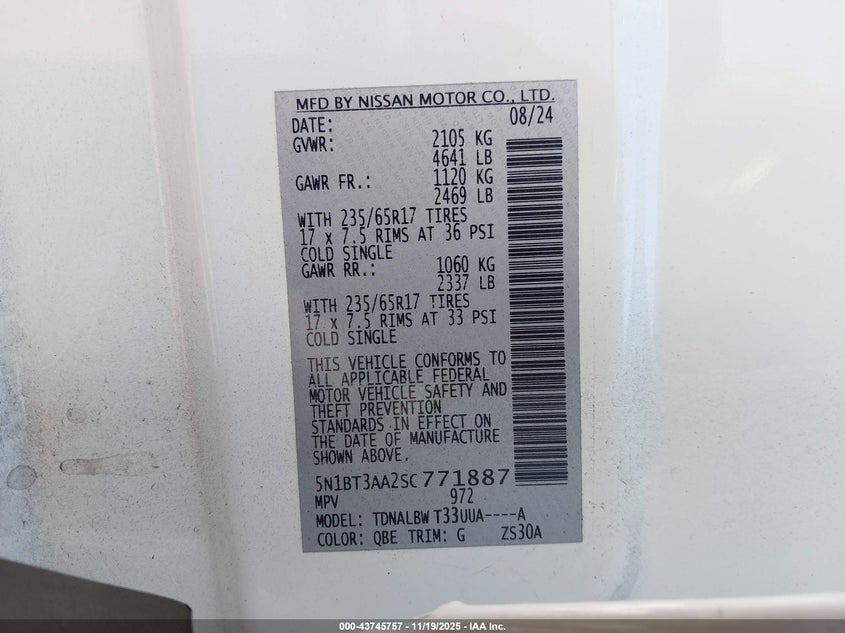 MFD BY NISSAN MOTOR CO., LTD.
DATE: 08/24
GVWR: 2105 KG
4641 LB
GAWR FR.: 1120 KG
2469 LB
WITH 235/65R17 TIRES
17 x 7.5 RIMS AT 36 PSI
COLD SINGLE
GAWR RR.: 1060 KG
2337 LB
WITH 235/65R17 TIRES
17 x 7.5 RIMS AT 33 PSI
COLD SINGLE
THIS VEHICLE CONFORMS TO
ALL APPLICABLE FEDERAL
MOTOR VEHICLE SAFETY AND
THEFT PREVENTION
STANDARDS IN EFFECT ON
THE DATE OF MANUFACTURE
SHOWN ABOVE.
5N1BT3AA2SC771887
MPV 972
MODEL: TDNALBW T33UUA----A
COLOR: QBE TRIM: G ZS30A
000-43745757 - 11/19/2025 - IAA Inc.